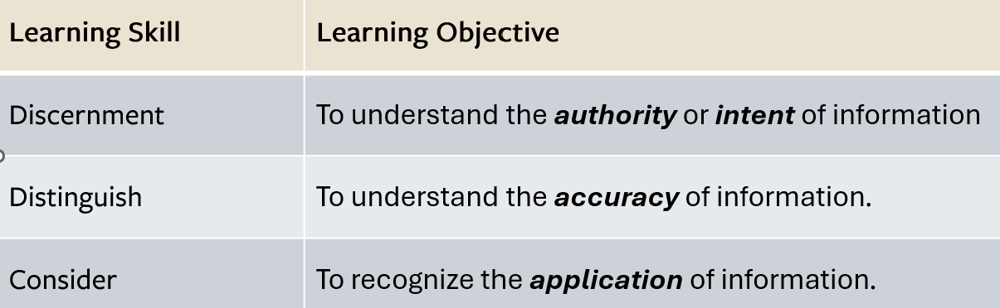 Learning Skill Learning Objective
Discernment To understand the authority or intent of information
Distinguish To understand the accuracy of information.
Consider To recognize the application of information.